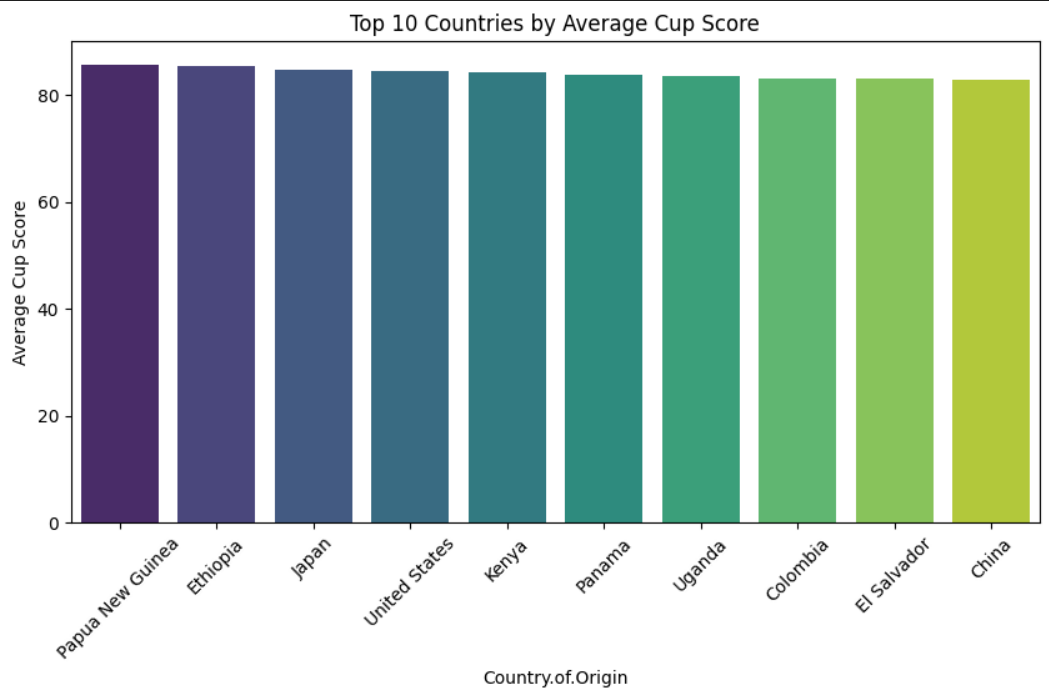 Top 10 Countries by Average Cup Score
Average Cup Score
80
60
40
20
0
Papua New Guinea
Ethiopia
Japan
United States
Kenya
Panama
Uganda
Colombia
El Salvador
China
Country.of.Origin